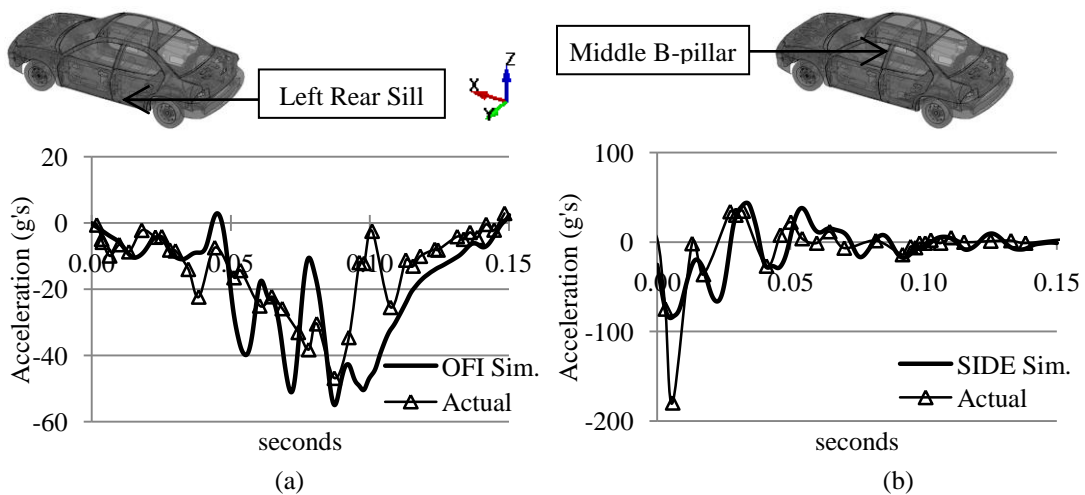 Left Rear Sill
X
Y
Z
Middle B-pillar
Acceleration (g's)
20
0
-20
-40
-60
0.00
0.05
0.10
0.15
OFI Sim.
Actual
seconds
(a)
Acceleration (g's)
100
0
-100
-200
0.00
0.05
0.10
0.15
SIDE Sim.
Actual
seconds
(b)